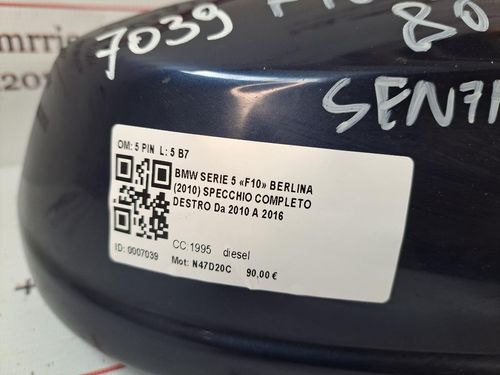 7039
80
OM: 5 PIN L: 5 B7
BMW SERIE 5 «F10» BERLINA
(2010) SPECCHIO COMPLETO
DESTRO Da 2010 A 2016
CC:1995 diesel
ID: 0007039
Mot: N47D20C 90,00 €